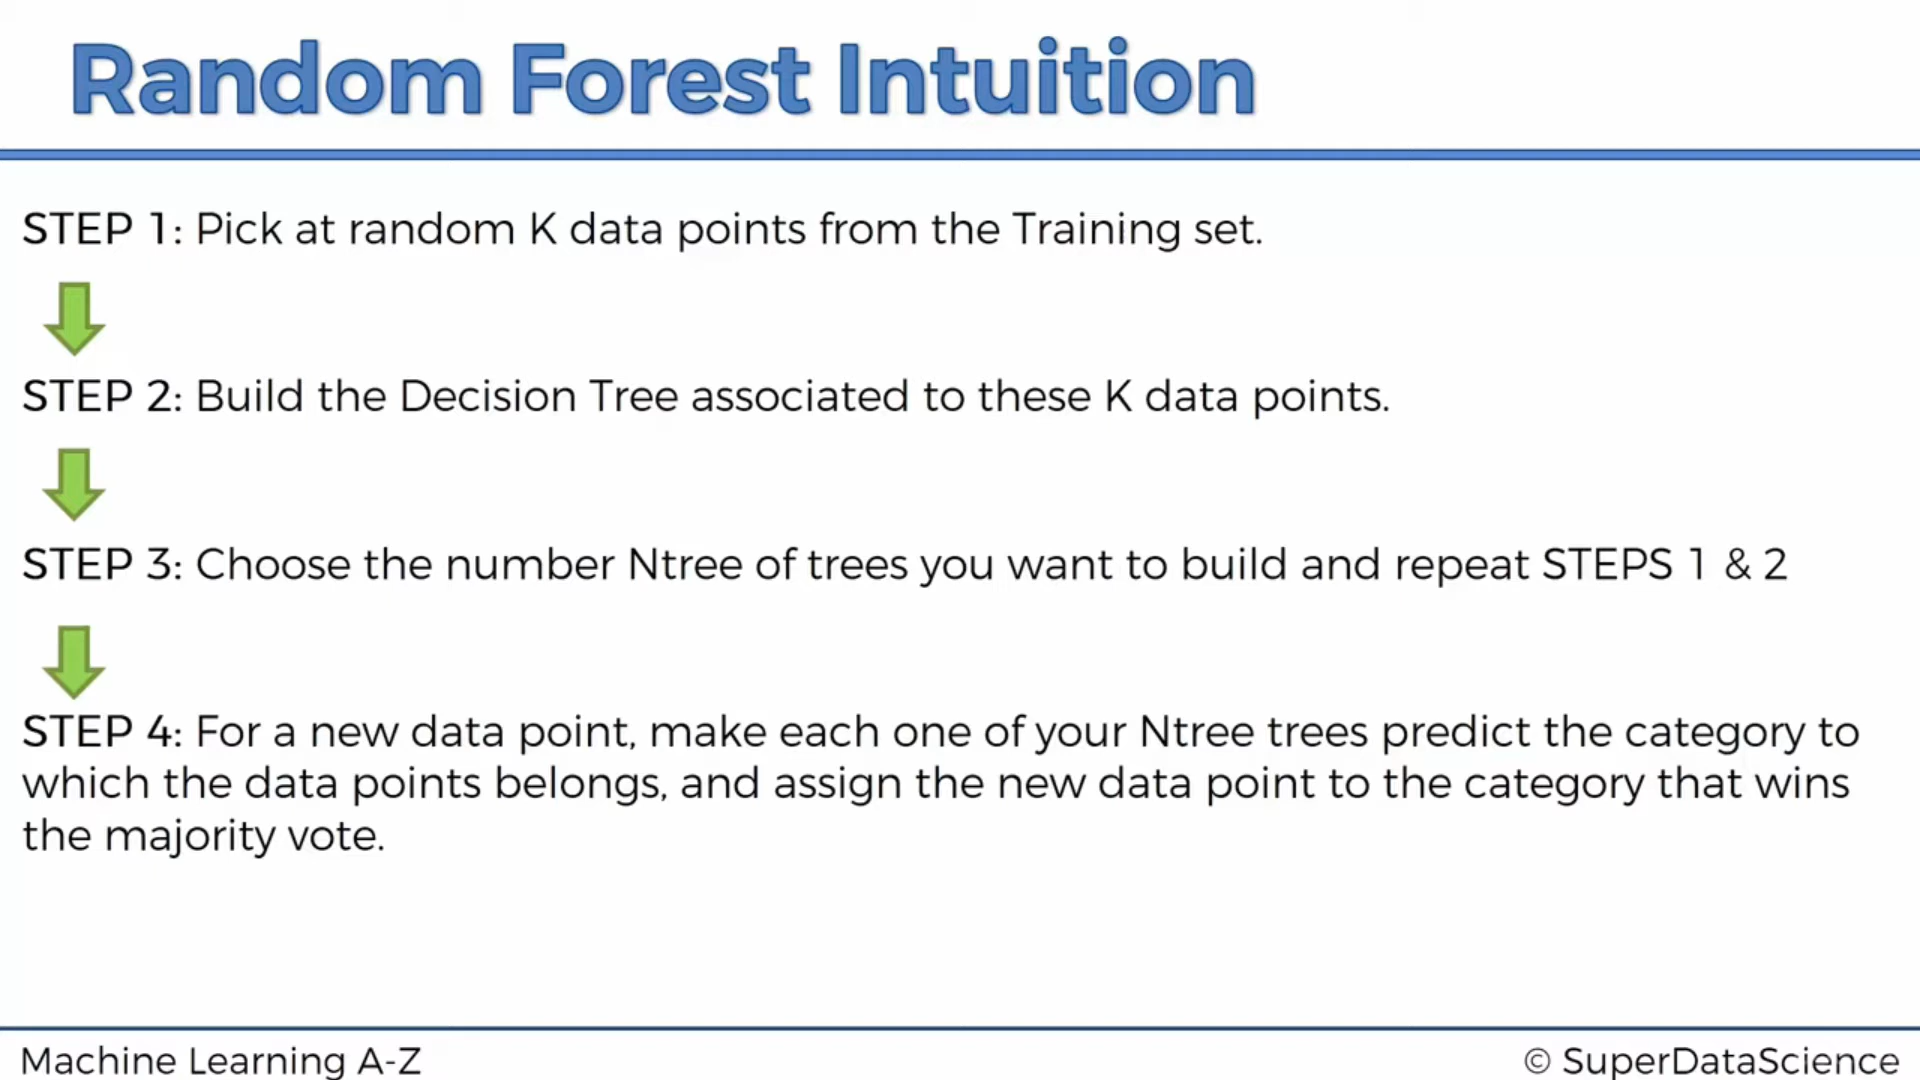 Random Forest Intuition
STEP 1: Pick at random K data points from the Training set.
STEP 2: Build the Decision Tree associated to these K data points.
STEP 3: Choose the number Ntree of trees you want to build and repeat STEPS 1 & 2
STEP 4: For a new data point, make each one of your Ntree trees predict the category to
which the data points belongs, and assign the new data point to the category that wins
the majority vote.
Machine Learning A-Z
© SuperDataScience